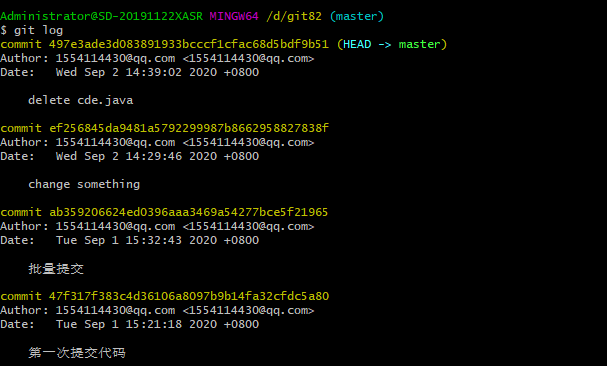 Administrator@SD-20191122XASR MINGW64 /d/git82 (master)
$ git log
commit 497e3ade3d083891933bcccf1cfac68d5bdf9b51 (HEAD -> master)
Author: 1554114430@qq.com <1554114430@qq.com>
Date:   Wed Sep 2 14:39:02 2020 +0800
    delete cde.java
commit ef256845da9481a5792299987b8662958827838f
Author: 1554114430@qq.com <1554114430@qq.com>
Date:   Wed Sep 2 14:29:46 2020 +0800
    change something
commit ab359206624ed0396aaa3469a54277bce5f21965
Author: 1554114430@qq.com <1554114430@qq.com>
Date:   Tue Sep 1 15:32:43 2020 +0800
    批量提交
commit 47f317f383c4d36106a8097b9b14fa32cfdc5a80
Author: 1554114430@qq.com <1554114430@qq.com>
Date:   Tue Sep 1 15:21:18 2020 +0800
    第一次提交代码